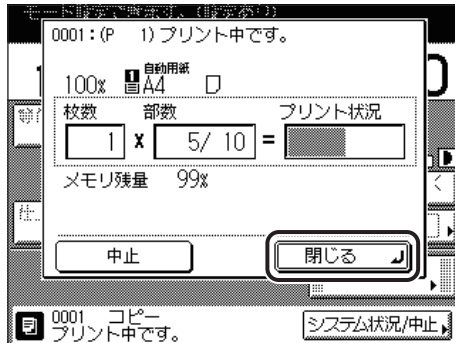 0001:(P 1)プリント中です。
自動用紙
100% 1 A4
枚数 部数 プリント状況
1 x 5/ 10 =
メモリ残量 99%
中止 閉じる
0001 コピー
プリント中です。 システム状況/中止